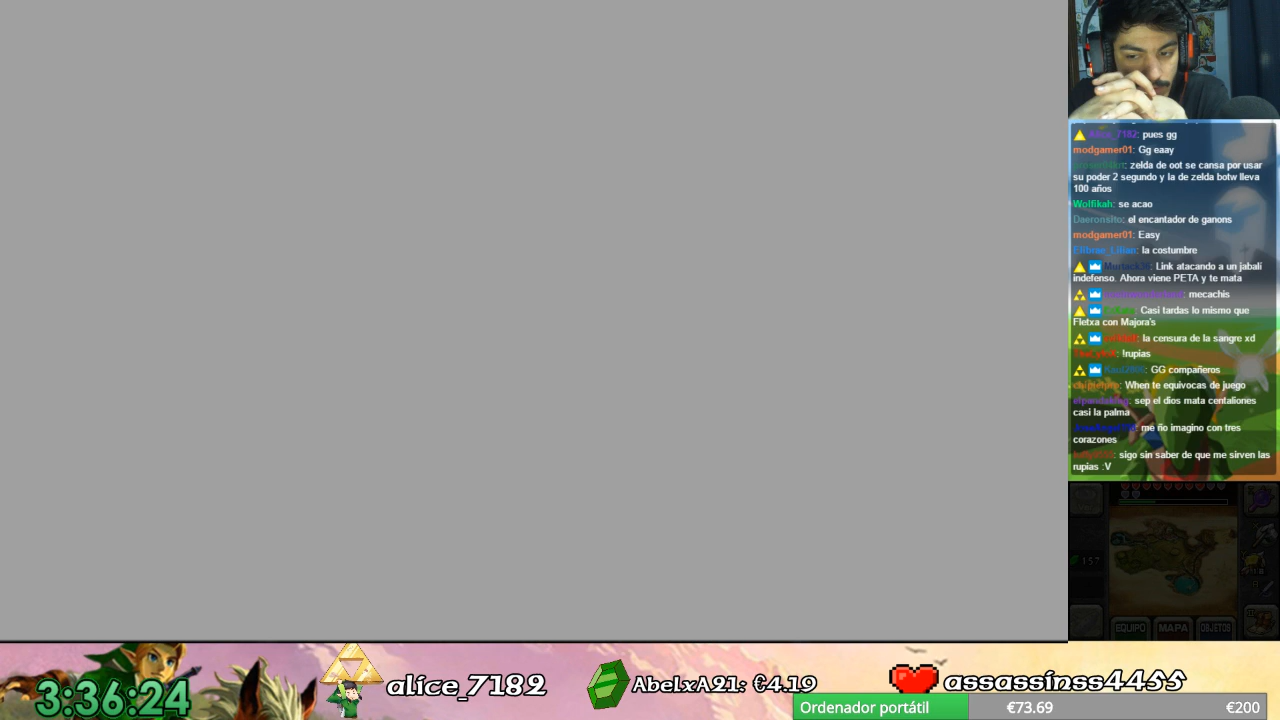 pues gg
modgamer01: Gg eaay
zelda de oot se cansa por usar
su poder 2 segundo y la de zelda botw lleva
100 años
Wolfikah: se acao
Daeronsito: el encantador de ganons
modgamer01: Easy
la costumbre
Link atacando a un jabalí
indefenso. Ahora viene PETA y te mata
mecachis
Casi tardas lo mismo que
Fletxa con Majora's
la censura de la sangre xd
!rupias
GG compañeros
When te equivocas de juego
sep el dios mata centaliones
casi la palma
me ño imagino con tres
corazones
sigo sin saber de que me sirven las
rupias :V
157
EQUIPO MAPA OBJETOS
3:36:24
alice_7182
AbelxA21: €4.19
assassinss4455
Ordenador portátil €73.69 €200